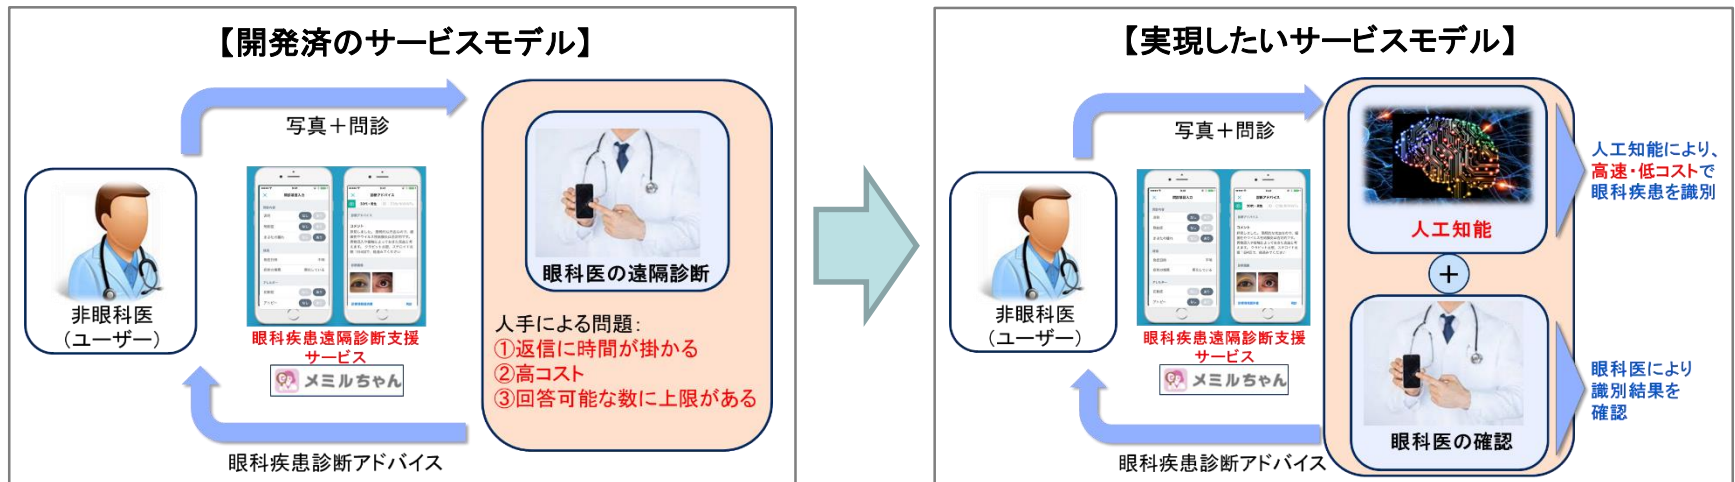 【開発済のサービスモデル】
写真＋問診
非眼科医
（ユーザー）
眼科疾患遠隔診断支援
サービス
メミルちゃん
眼科疾患診断アドバイス
眼科医の遠隔診断
人手による問題：
①返信に時間が掛かる
②高コスト
③回答可能な数に上限がある
【実現したいサービスモデル】
写真＋問診
非眼科医
（ユーザー）
眼科疾患遠隔診断支援
サービス
メミルちゃん
眼科疾患診断アドバイス
人工知能
+
眼科医の確認
人工知能により、
高速・低コストで
眼科疾患を識別
眼科医により
識別結果を
確認